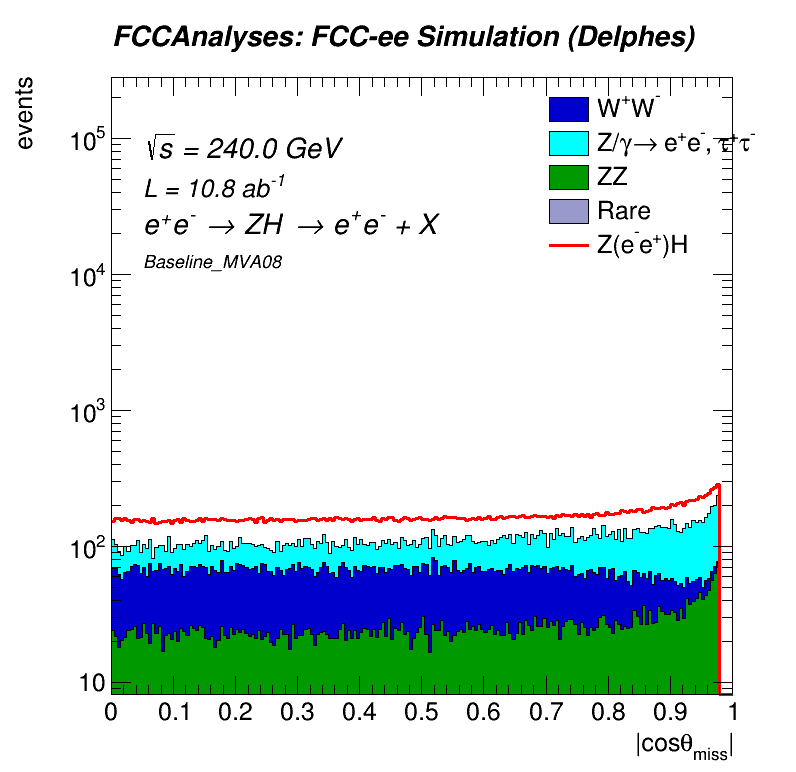 FCCAnalyses: FCC-ee Simulation (Delphes)
events
√s = 240.0 GeV
L = 10.8 ab⁻¹
e⁺e⁻ → ZH → e⁺e⁻ + X
Baseline_MVA08
W⁺W⁻
Z/γ→ e⁺e⁻, τ⁺τ⁻
ZZ
Rare
Z(e⁻e⁺)H
10⁵
10⁴
10³
10²
10
0 0.1 0.2 0.3 0.4 0.5 0.6 0.7 0.8 0.9 1
|cosθ_miss|